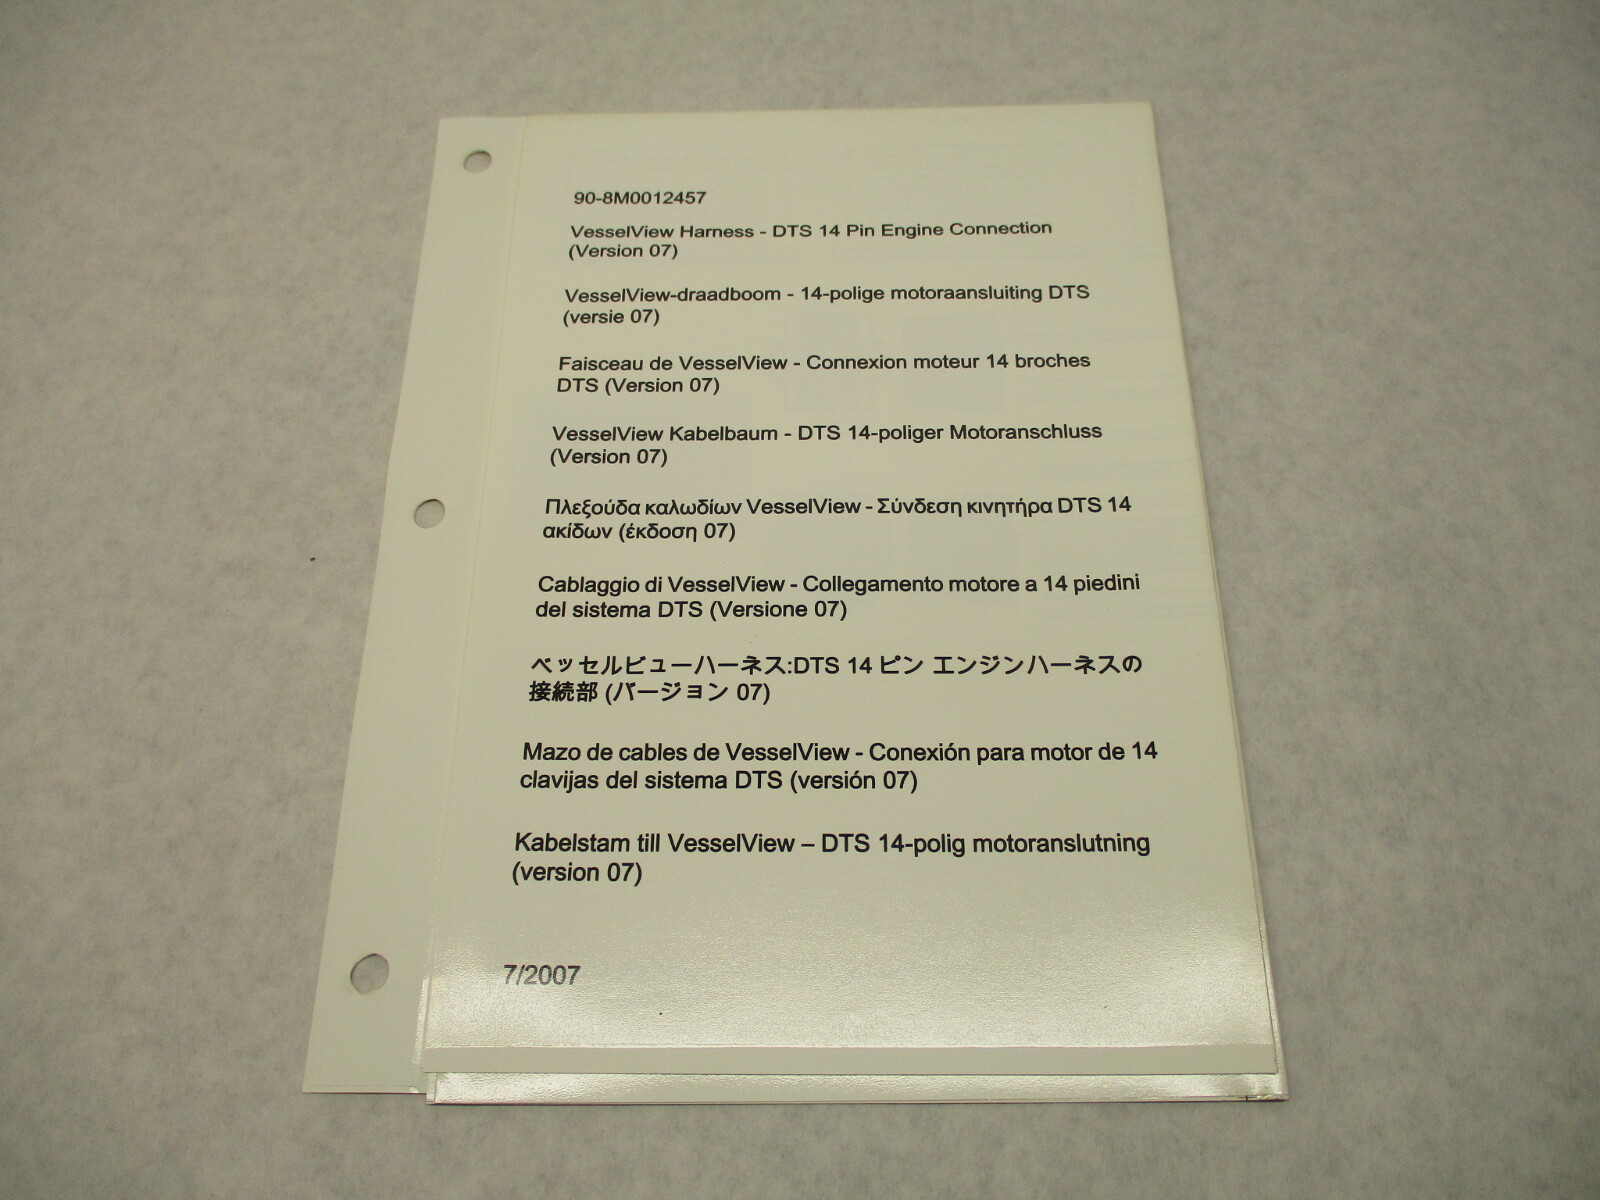 90-8M0012457
VesselView Harness - DTS 14 Pin Engine Connection
(Version 07)
VesselView-draadboom - 14-polige motoraansluiting DTS
(versie 07)
Faisceau de VesselView - Connexion moteur 14 broches
DTS (Version 07)
VesselView Kabelbaum - DTS 14-poliger Motoranschluss
(Version 07)
Πλεξούδα καλωδίων VesselView - Σύνδεση κινητήρα DTS 14
ακίδων (έκδοση 07)
Cablaggio di VesselView - Collegamento motore a 14 piedini
del sistema DTS (Versione 07)
ベッセルビューハーネス:DTS 14 ピン エンジンハーネスの
接続部 (バージョン 07)
Mazo de cables de VesselView - Conexión para motor de 14
clavijas del sistema DTS (versión 07)
Kabelstam till VesselView – DTS 14-polig motoranslutning
(version 07)
7/2007